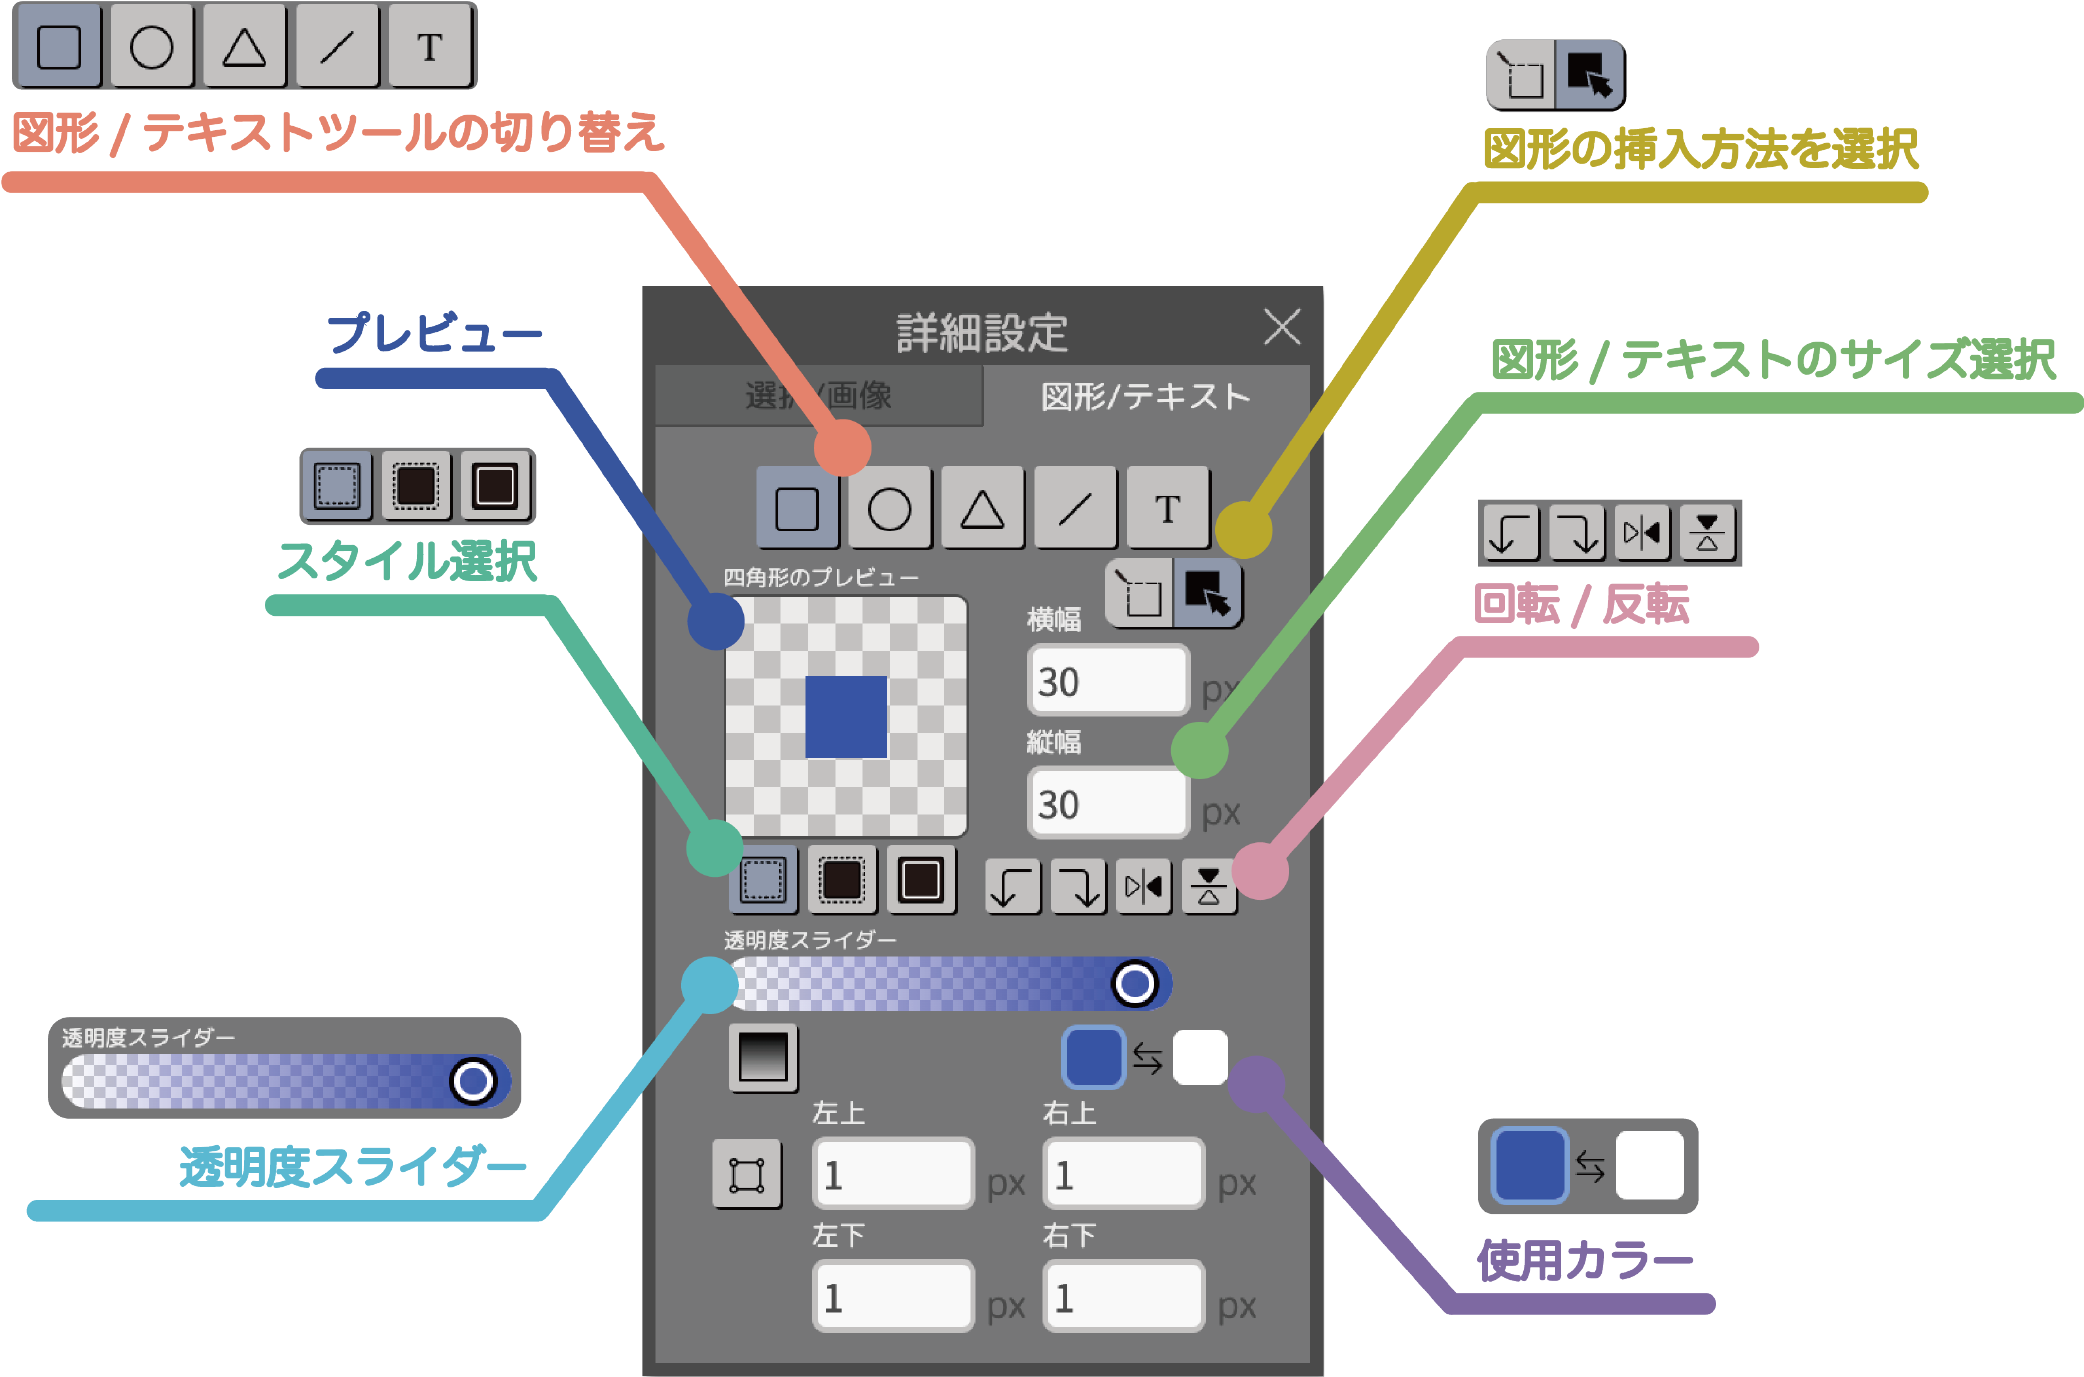 T
図形 / テキストツールの切り替え
図形の挿入方法を選択
プレビュー
図形 / テキストのサイズ選択
スタイル選択
回転 / 反転
詳細設定
選択/画像
図形/テキスト
T
四角形のプレビュー
横幅
30 px
縦幅
30 px
透明度スライダー
左上
右上
1 px
1 px
左下
右下
1 px
1 px
透明度スライダー
透明度スライダー
使用カラー